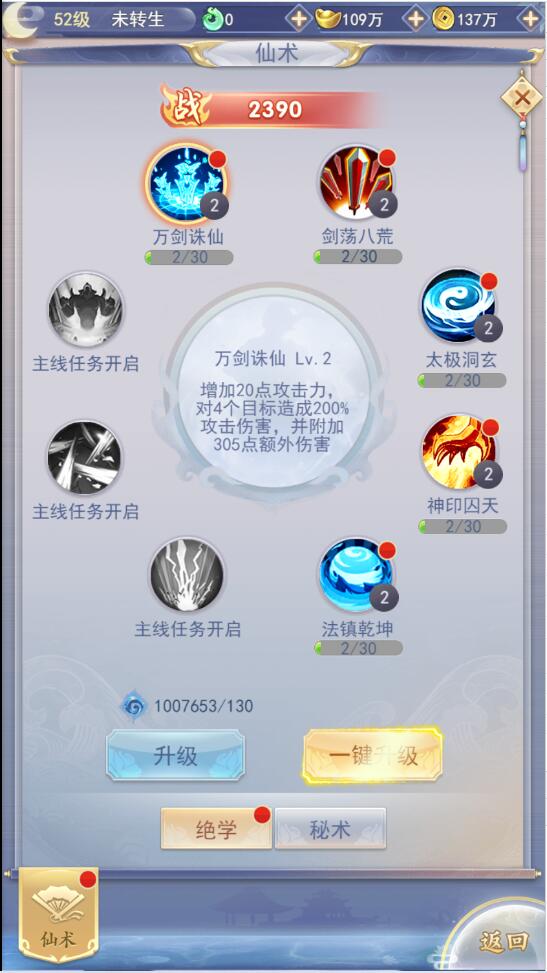 52级 未转生 0 109万 137万
仙术
战 2390
2
2
万剑诛仙
剑荡八荒
2/30
2/30
2
主线任务开启
太极洞玄
2/30
万剑诛仙 Lv.2
增加20点攻击力，
对4个目标造成200%
攻击伤害，并附加
305点额外伤害
2
主线任务开启
神印囚天
2/30
2
主线任务开启
法镇乾坤
2/30
1007653/130
升级
一键升级
绝学
秘术
仙术
返回